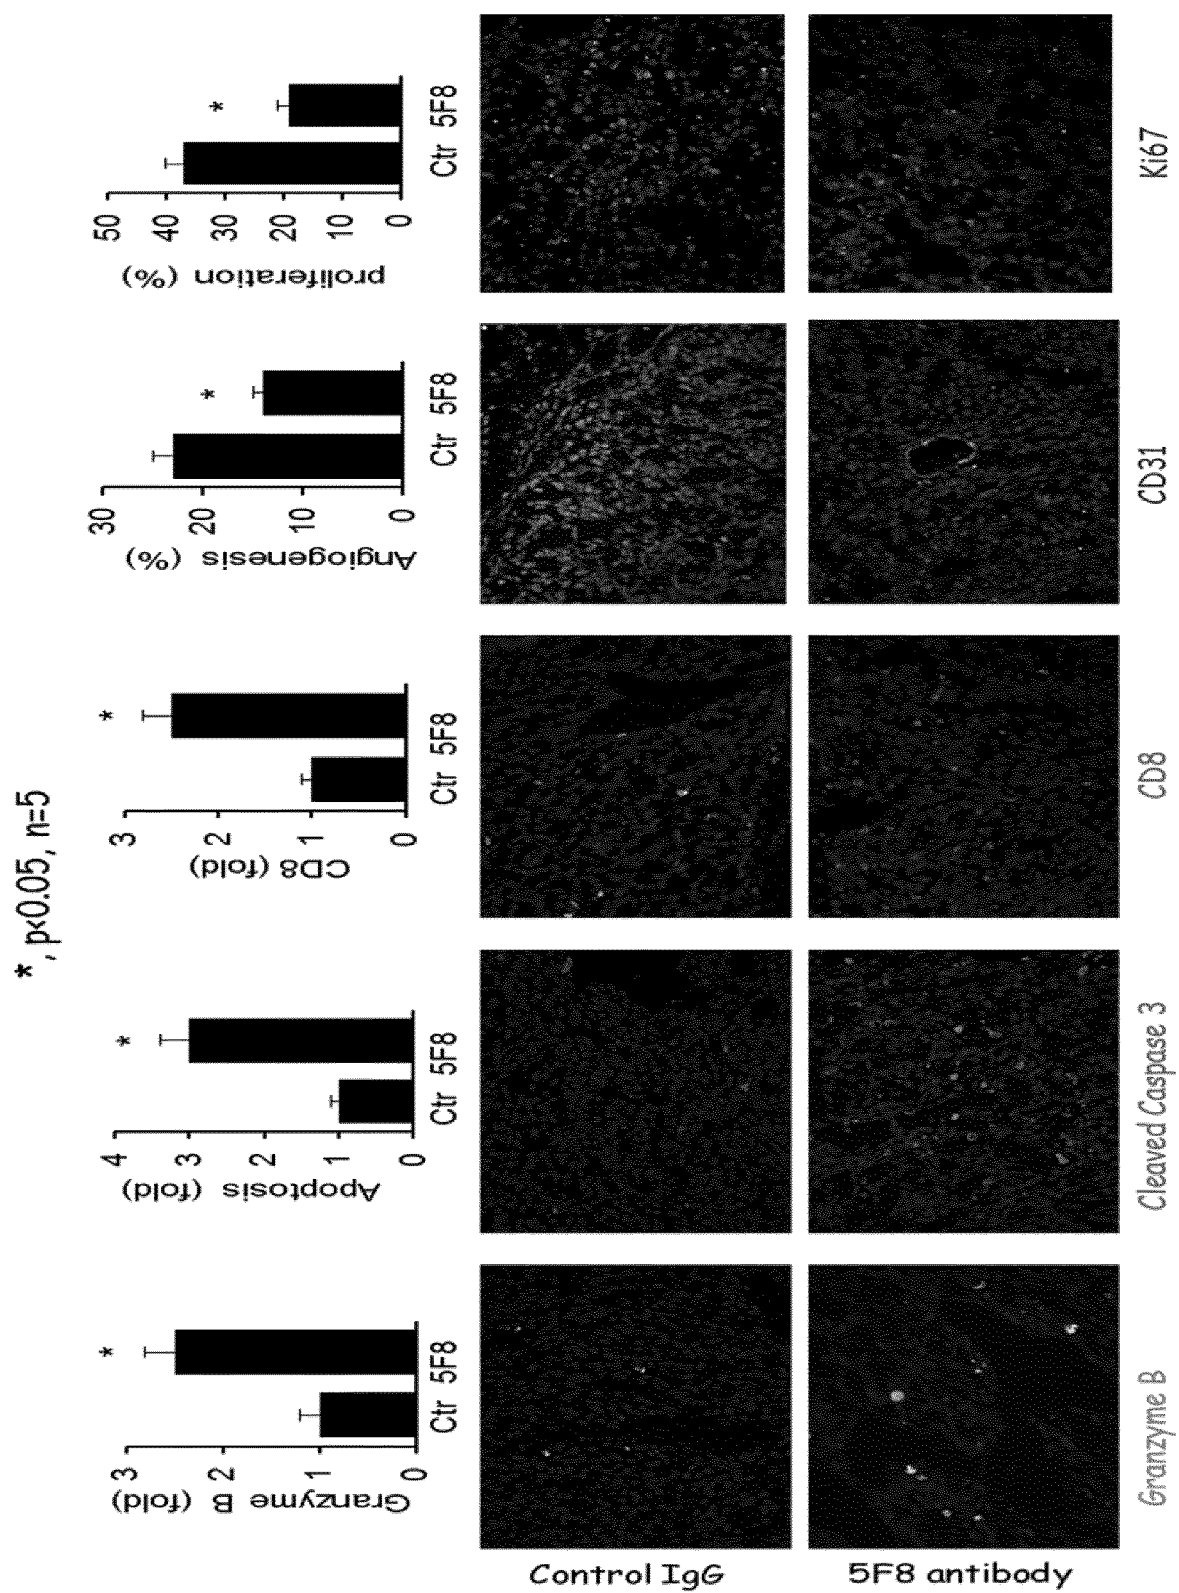 *, p<0.05, n=5
Granzyme B (fold)
3
2
1
0
*
Ctr 5F8
Apoptosis (fold)
4
3
2
1
0
*
Ctr 5F8
CD8 (fold)
3
2
1
0
*
Ctr 5F8
Angiogenesis (%)
30
20
10
0
*
Ctr 5F8
proliferation (%)
50
40
30
20
10
0
*
Ctr 5F8
Control IgG
5F8 antibody
Granzyme B
Cleaved Caspase 3
CD8
CD31
Ki67